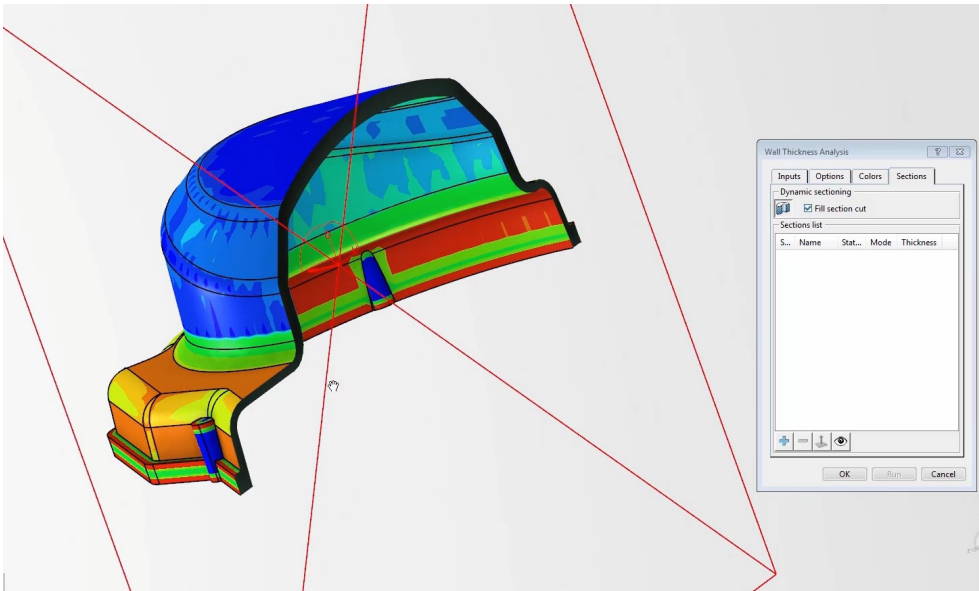 Wall Thickness Analysis
Inputs Options Colors Sections
Dynamic sectioning
Fill section cut
Sections list
S... Name Stat... Mode Thickness
OK Run Cancel